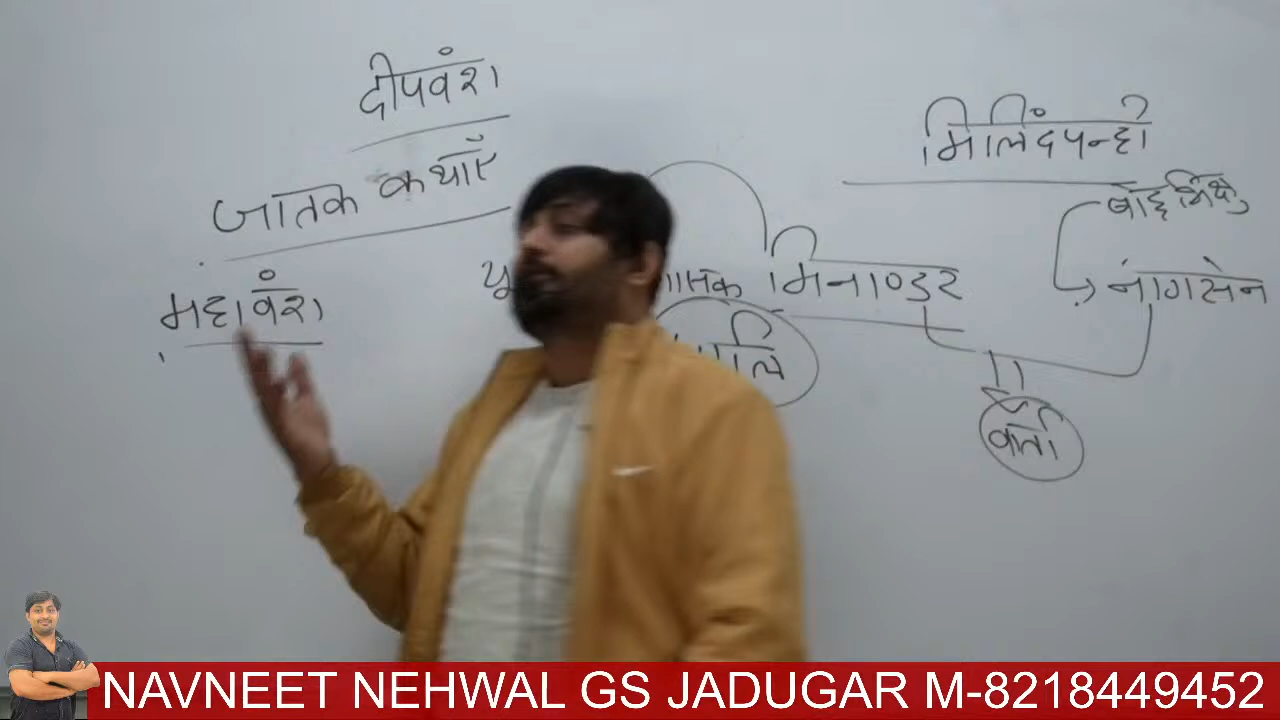 दीपवंश
जातक कथाएँ
महावंश
मिलिंदपन्हो
बौद्ध भिक्षु
मिनाण्डर
नागसेन
वार्ता
NAVNEET NEHWAL GS JADUGAR M-8218449452